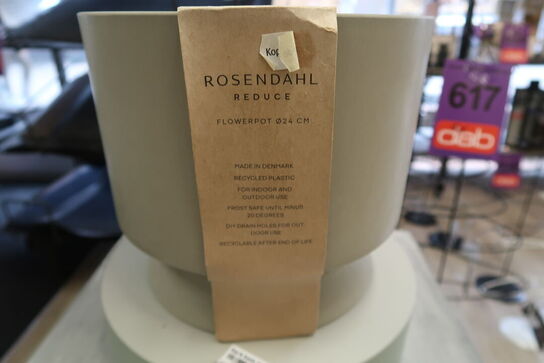 Kop
ROSENDAHL
REDUCE
FLOWERPOT Ø24 CM
MADE IN DENMARK
RECYCLED PLASTIC
FOR INDOOR AND
OUTDOOR USE
FROST SAFE UNTIL MINUS
20 DEGREES
DIY DRAIN HOLES FOR OUT-
DOOR USE
RECYCLABLE AFTER END OF LIFE
617
dab